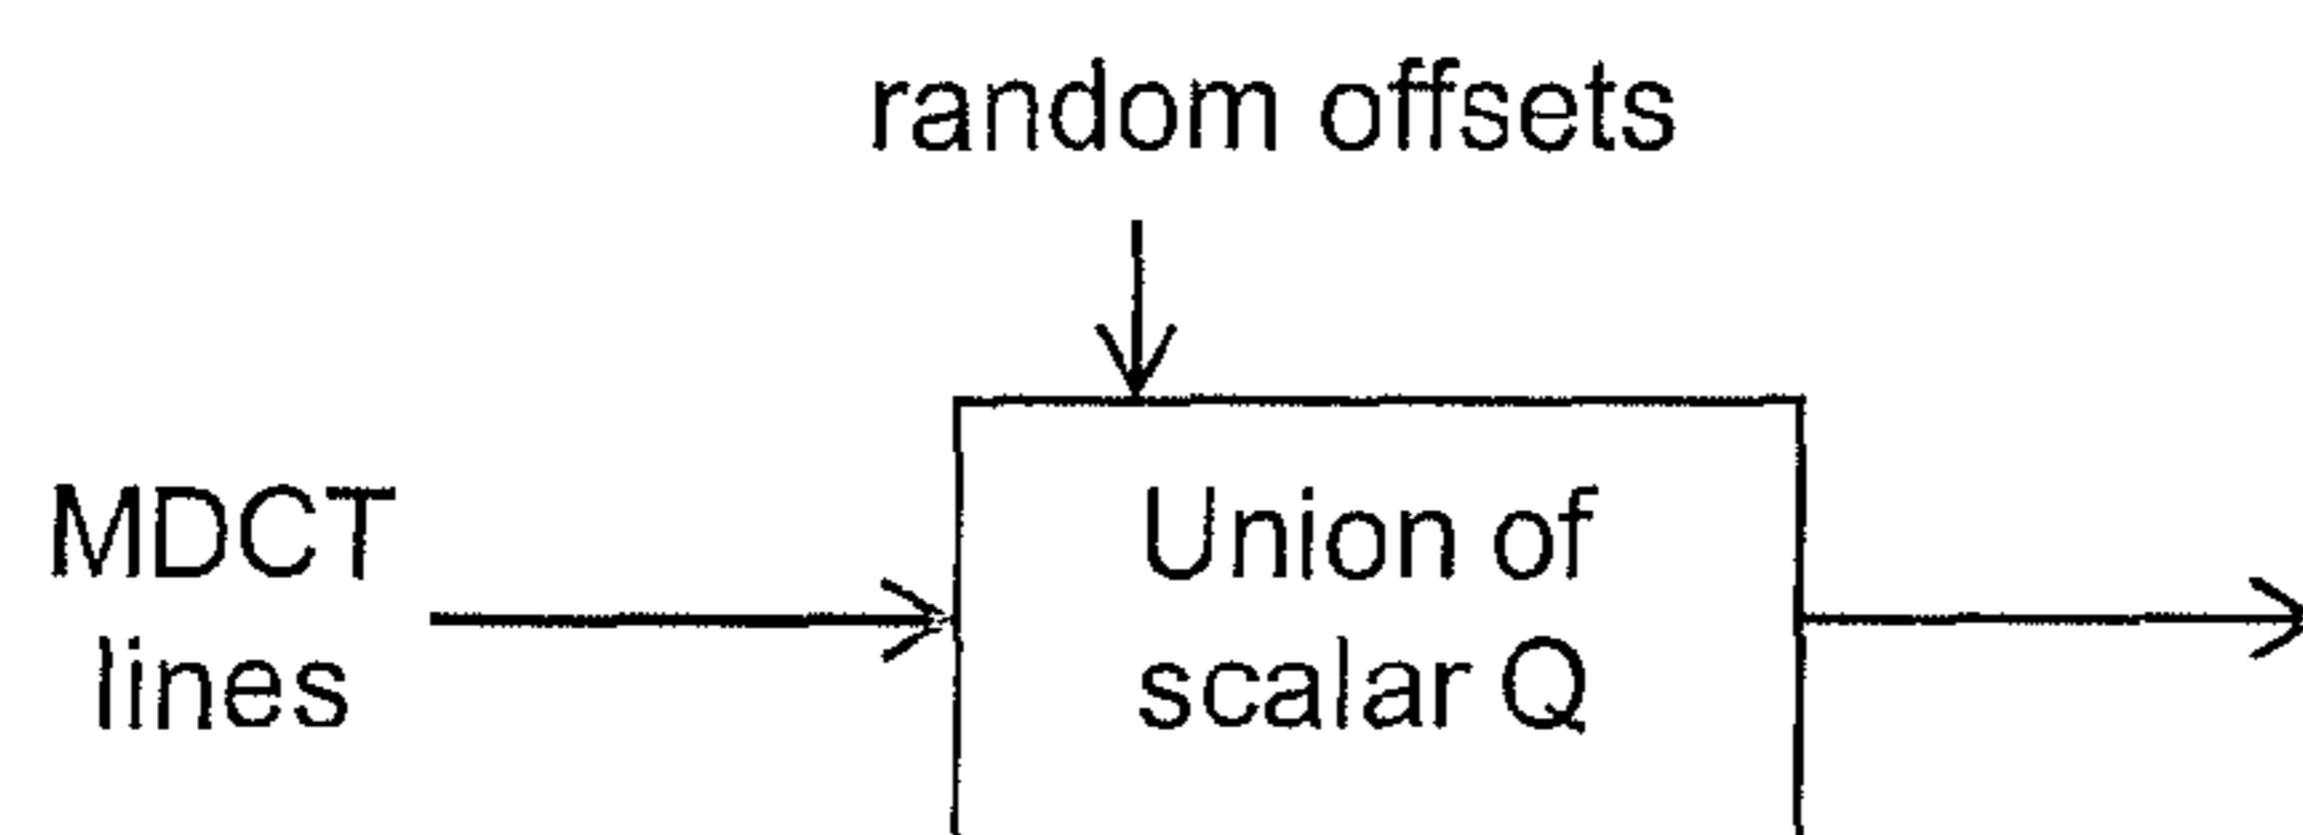 random offsets
MDCT
lines
Union of
scalar Q